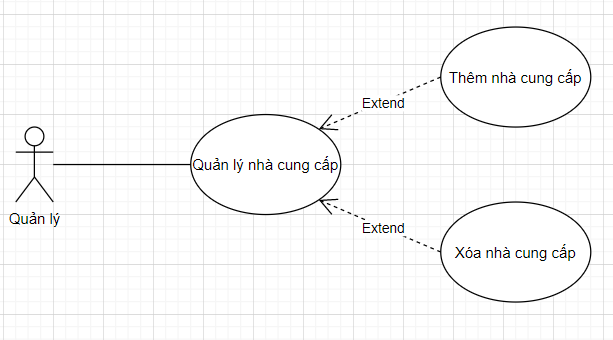 Thêm nhà cung cấp
Extend
Quản lý nhà cung cấp
Quản lý
Extend
Xóa nhà cung cấp